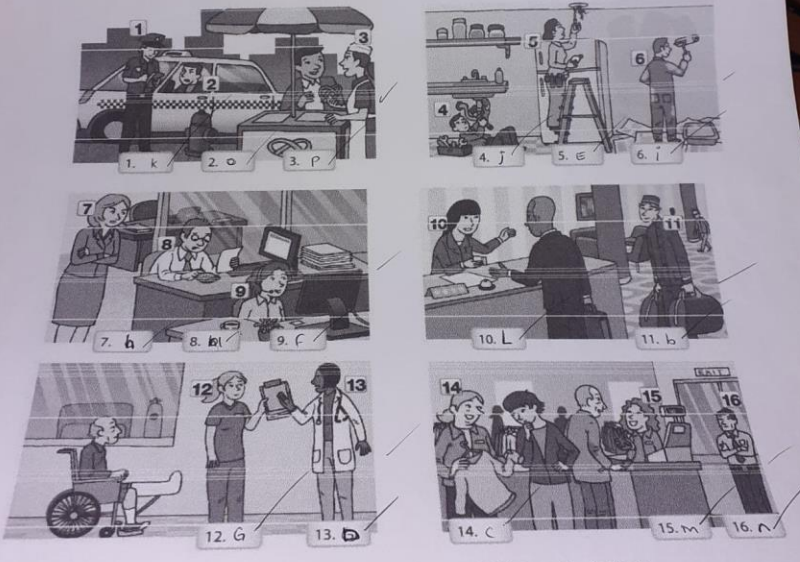 1
2
3
1. k
2. o
3. P
4
5
6
4. j
5. E
6. i
7
8
9
7. h
8.
9. f
10
11
10. L
11. b
12
13
12. G
13. D
EXIT
14
15
16
14. C
15. m
16. n